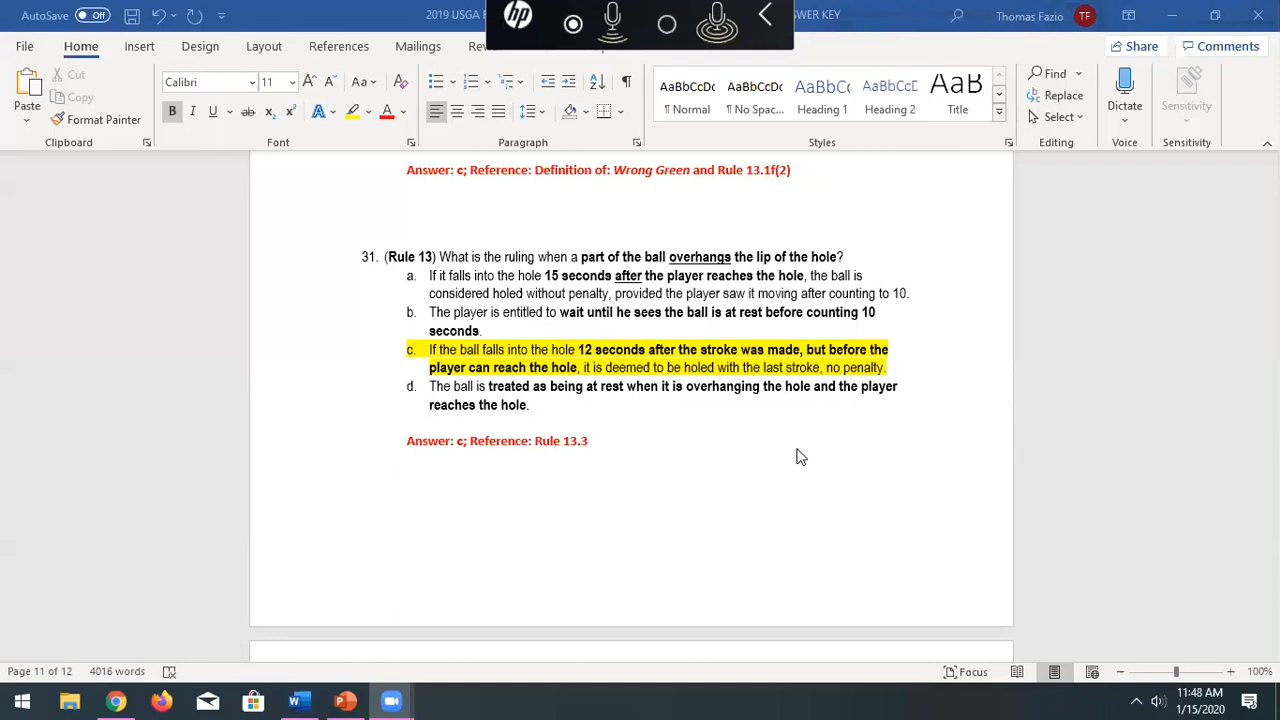 AutoSave Off
2019 USGA
hp
SWER KEY
Thomas Fazio TF
File Home Insert Design Layout References Mailings
Share Comments
Paste
Cut
Copy
Format Painter
Clipboard
Calibri 11
Font
Paragraph
AaBbCcDc AaBbCcDc AaBbCc AaBbCcD AaB
¶ Normal ¶ No Spac... Heading 1 Heading 2 Title
Styles
Find
Replace
Select
Editing
Dictate
Voice
Sensitivity
Sensitivity
Answer: c; Reference: Definition of: Wrong Green and Rule 13.1f(2)
31. (Rule 13) What is the ruling when a part of the ball overhangs the lip of the hole?
a. If it falls into the hole 15 seconds after the player reaches the hole, the ball is
considered holed without penalty, provided the player saw it moving after counting to 10.
b. The player is entitled to wait until he sees the ball is at rest before counting 10
seconds.
c. If the ball falls into the hole 12 seconds after the stroke was made, but before the
player can reach the hole, it is deemed to be holed with the last stroke, no penalty.
d. The ball is treated as being at rest when it is overhanging the hole and the player
reaches the hole.
Answer: c; Reference: Rule 13.3
Page 11 of 12 4016 words
Focus
100%
11:48 AM
1/15/2020